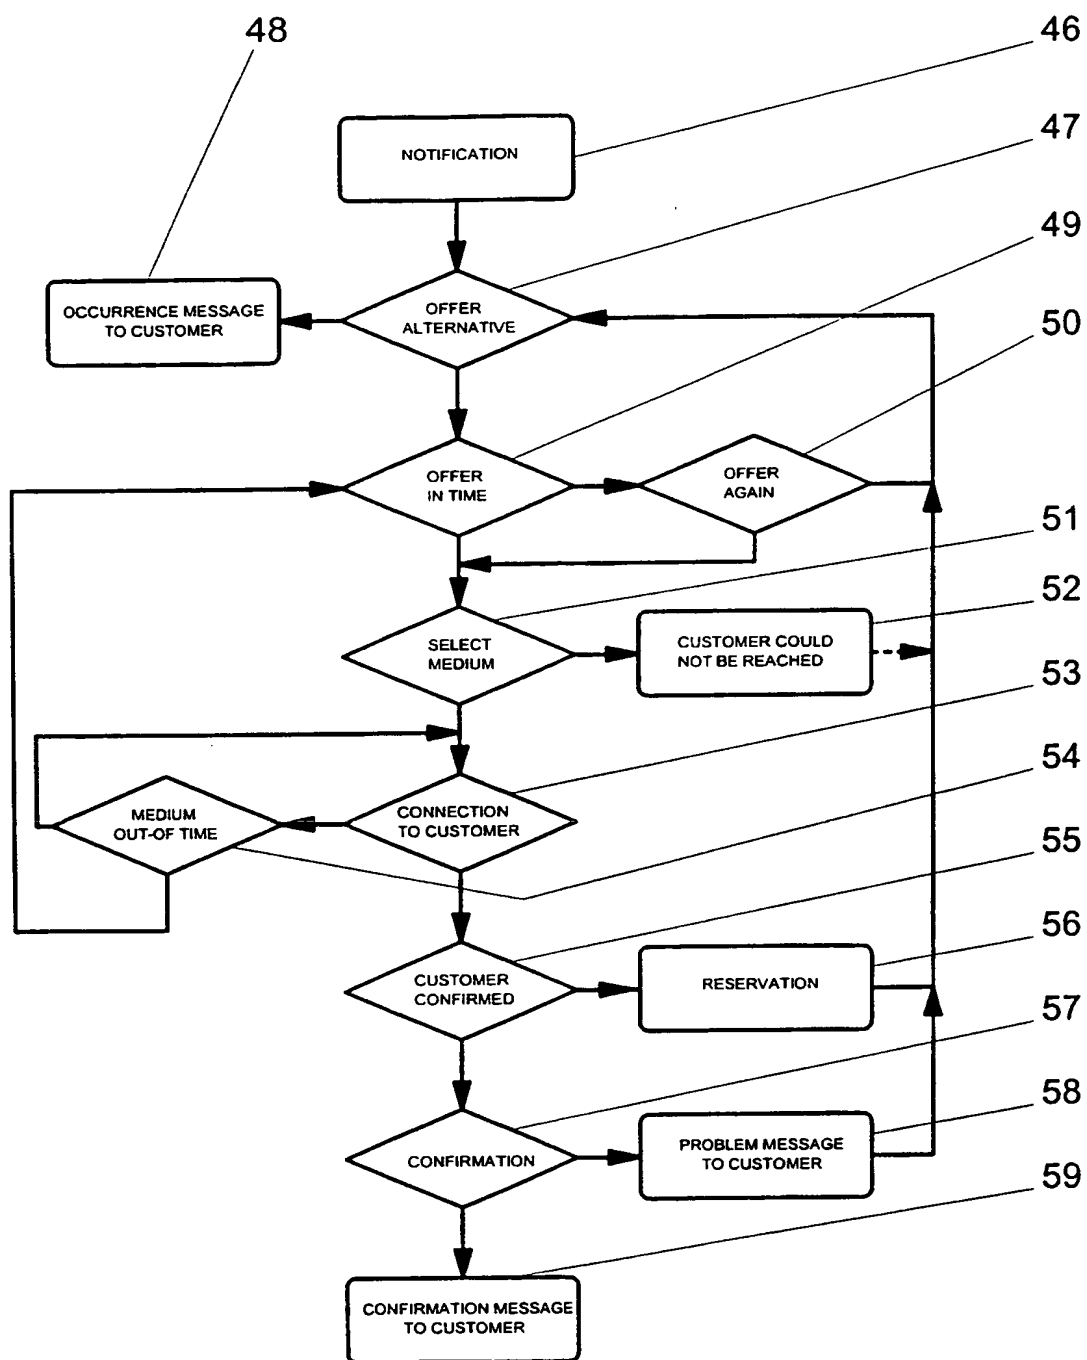 48
46
NOTIFICATION
47
49
OCCURRENCE MESSAGE
TO CUSTOMER
OFFER
ALTERNATIVE
50
OFFER
IN TIME
OFFER
AGAIN
51
52
SELECT
MEDIUM
CUSTOMER COULD
NOT BE REACHED
53
54
MEDIUM
OUT-OF TIME
CONNECTION
TO CUSTOMER
55
56
CUSTOMER
CONFIRMED
RESERVATION
57
58
CONFIRMATION
PROBLEM MESSAGE
TO CUSTOMER
59
CONFIRMATION MESSAGE
TO CUSTOMER